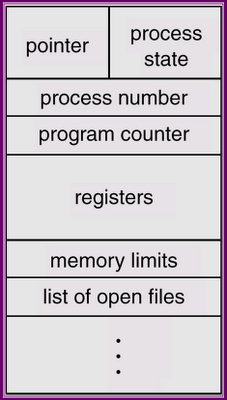 pointer
process
state
process number
program counter
registers
memory limits
list of open files